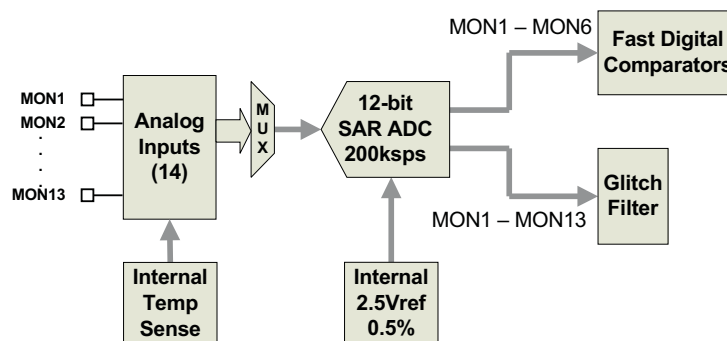 MON1 – MON6
Fast Digital
Comparators
MON1
MON2
MON13
Analog
Inputs
(14)
MUX
12-bit
SAR ADC
200ksps
Glitch
Filter
MON1 – MON13
Internal
Temp
Sense
Internal
2.5Vref
0.5%